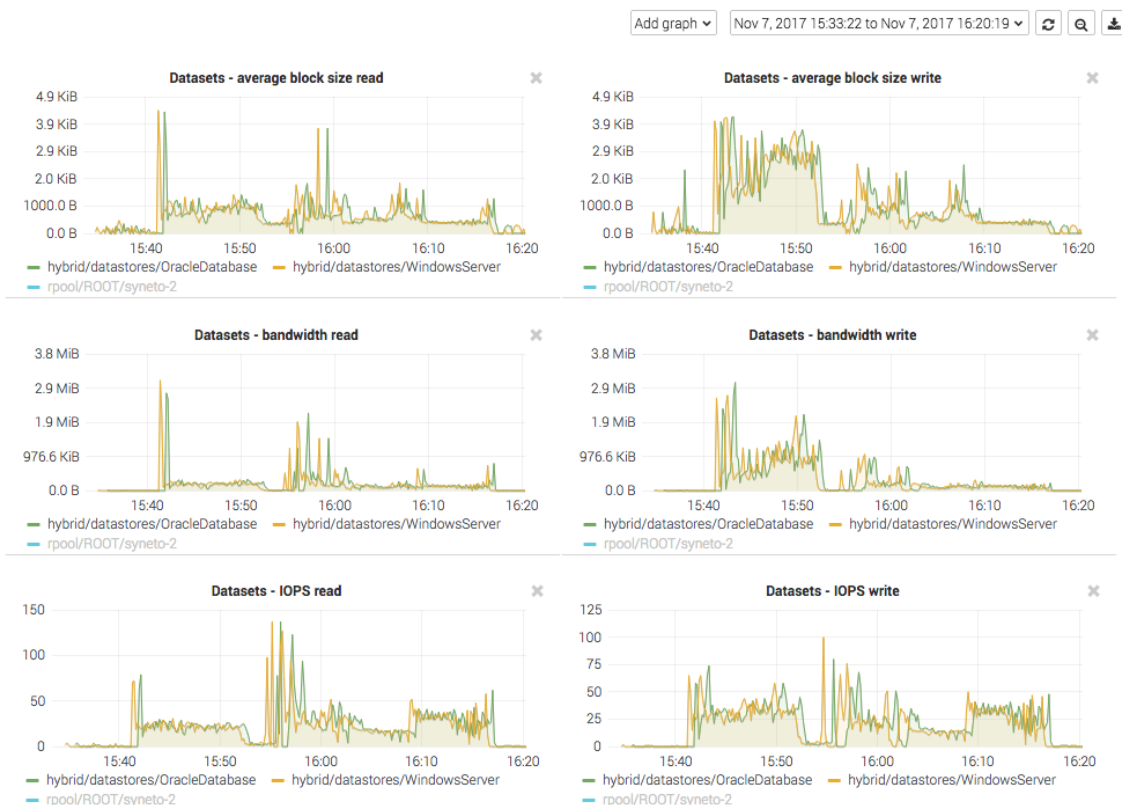 Add graph Nov 7, 2017 15:33:22 to Nov 7, 2017 16:20:19
Datasets - average block size read
4.9 KiB
3.9 KiB
2.9 KiB
2.0 KiB
1000.0 B
0.0 B
15:40 15:50 16:00 16:10 16:20
hybrid/datastores/OracleDatabase hybrid/datastores/WindowsServer
rpool/ROOT/syneto-2
Datasets - average block size write
4.9 KiB
3.9 KiB
2.9 KiB
2.0 KiB
1000.0 B
0.0 B
15:40 15:50 16:00 16:10 16:20
hybrid/datastores/OracleDatabase hybrid/datastores/WindowsServer
rpool/ROOT/syneto-2
Datasets - bandwidth read
3.8 MiB
2.9 MiB
1.9 MiB
976.6 KiB
0.0 B
15:40 15:50 16:00 16:10 16:20
hybrid/datastores/OracleDatabase hybrid/datastores/WindowsServer
rpool/ROOT/syneto-2
Datasets - bandwidth write
3.8 MiB
2.9 MiB
1.9 MiB
976.6 KiB
0.0 B
15:40 15:50 16:00 16:10 16:20
hybrid/datastores/OracleDatabase hybrid/datastores/WindowsServer
rpool/ROOT/syneto-2
Datasets - IOPS read
150
100
50
0
15:40 15:50 16:00 16:10 16:20
hybrid/datastores/OracleDatabase hybrid/datastores/WindowsServer
rpool/ROOT/syneto-2
Datasets - IOPS write
125
100
75
50
25
0
15:40 15:50 16:00 16:10 16:20
hybrid/datastores/OracleDatabase hybrid/datastores/WindowsServer
rpool/ROOT/syneto-2